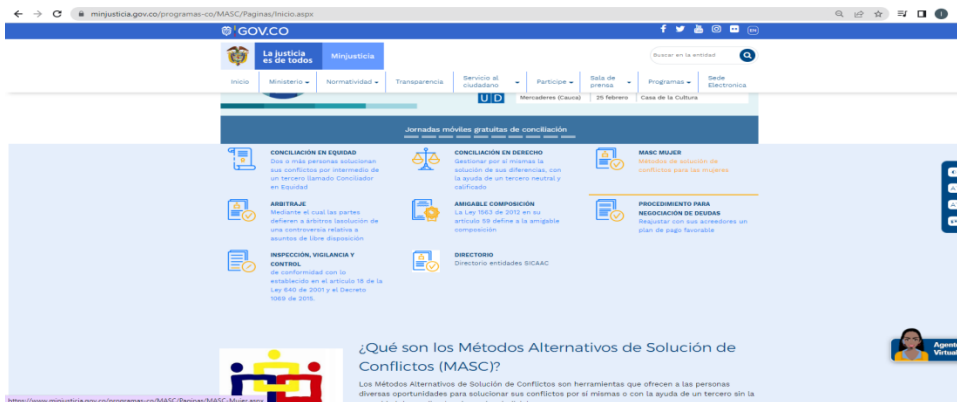 minjusticia.gov.co/programas-co/MASC/Paginas/Inicio.aspx
GOV.CO
EN
La justicia
es de todos
Minjusticia
Buscar en la entidad
Inicio
Ministerio
Normatividad
Transparencia
Servicio al
ciudadano
Participe
Sala de
prensa
Programas
Sede
Electronica
UD
Mercaderes (Cauca)
25 febrero
Casa de la Cultura
Jornadas móviles gratuitas de conciliación
CONCILIACIÓN EN EQUIDAD
Dos o más personas solucionan
sus conflictos por intermedio de
un tercero llamado Conciliador
en Equidad
CONCILIACIÓN EN DERECHO
Gestionar por sí mismas la
solución de sus diferencias, con
la ayuda de un tercero neutral y
calificado
MASC MUJER
Métodos de solución de
conflictos para las mujeres
ARBITRAJE
Mediante el cual las partes
defieren a árbitros lasolución de
una controversia relativa a
asuntos de libre disposición
AMIGABLE COMPOSICIÓN
La Ley 1563 de 2012 en su
artículo 59 define a la amigable
composición
PROCEDIMIENTO PARA
NEGOCIACIÓN DE DEUDAS
Reajustar con sus acreedores un
plan de pago favorable
INSPECCIÓN, VIGILANCIA Y
CONTROL
de conformidad con lo
establecido en el artículo 18 de la
Ley 640 de 2001 y el Decreto
1069 de 2015.
DIRECTORIO
Directorio entidades SICAAC
¿Qué son los Métodos Alternativos de Solución de
Conflictos (MASC)?
Los Métodos Alternativos de Solución de Conflictos son herramientas que ofrecen a las personas
diversas oportunidades para solucionar sus conflictos por sí mismas o con la ayuda de un tercero sin la
Agente
Virtual
https://www.minjusticia.gov.co/programas-co/MASC/Paginas/MASC-Mujer.aspx